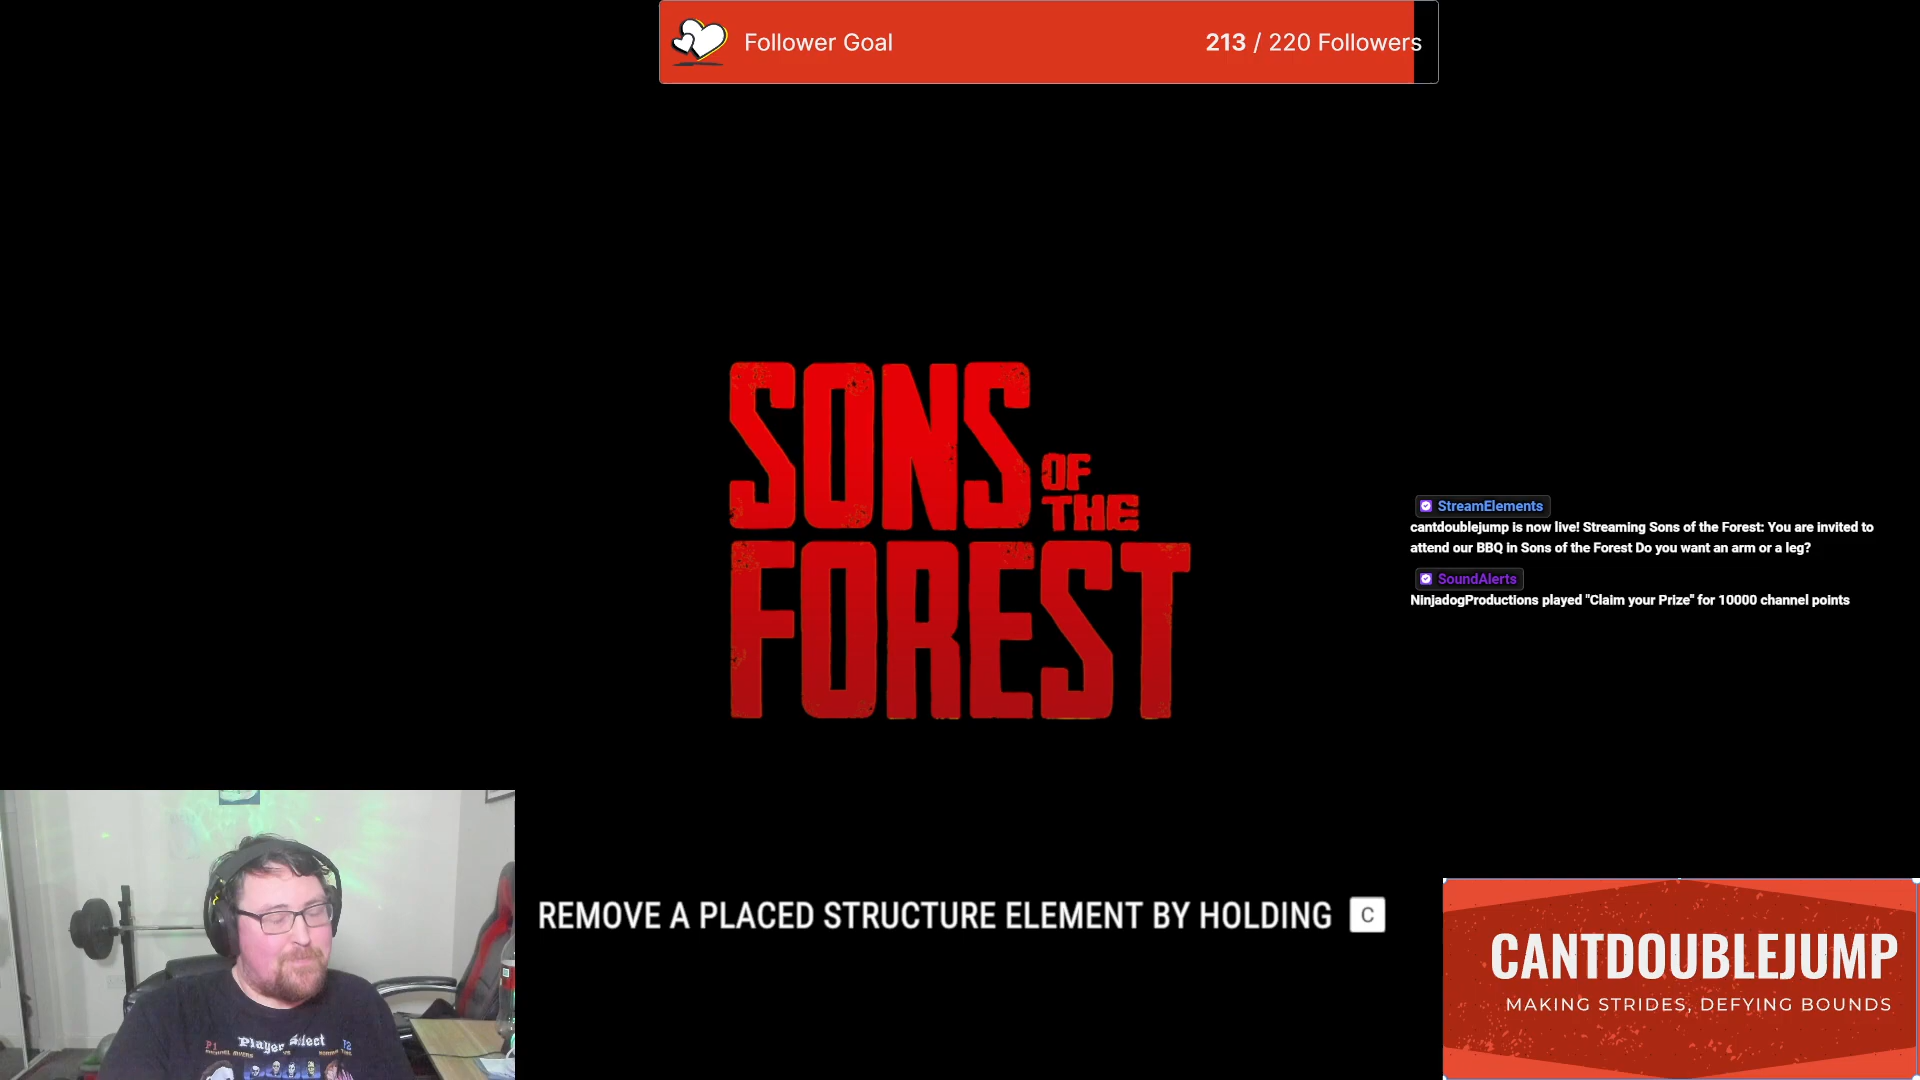 Follower Goal
213 / 220 Followers
SONS
OF
THE
FOREST
StreamElements
cantdoublejump is now live! Streaming Sons of the Forest: You are invited to
attend our BBQ in Sons of the Forest Do you want an arm or a leg?
SoundAlerts
NinjadogProductions played "Claim your Prize" for 10000 channel points
REMOVE A PLACED STRUCTURE ELEMENT BY HOLDING C
CANTDOUBLEJUMP
MAKING STRIDES, DEFYING BOUNDS
Player Select
P1